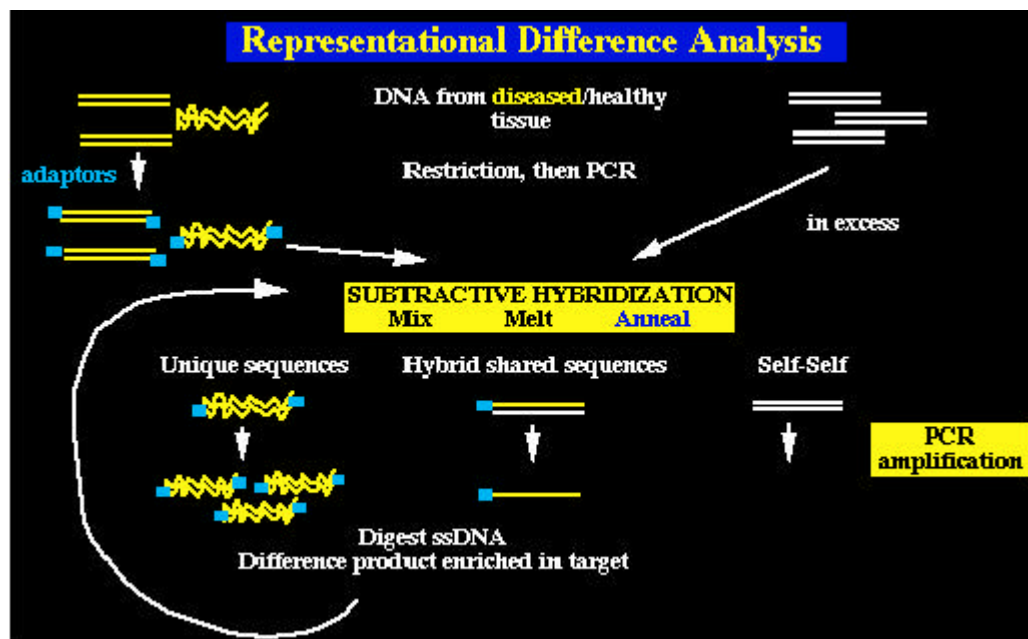 Representational Difference Analysis
DNA from diseased/healthy
tissue
adaptors
Restriction, then PCR
in excess
SUBTRACTIVE HYBRIDIZATION
Mix Melt Anneal
Unique sequences
Hybrid shared sequences
Self-Self
PCR
amplification
Digest ssDNA
Difference product enriched in target